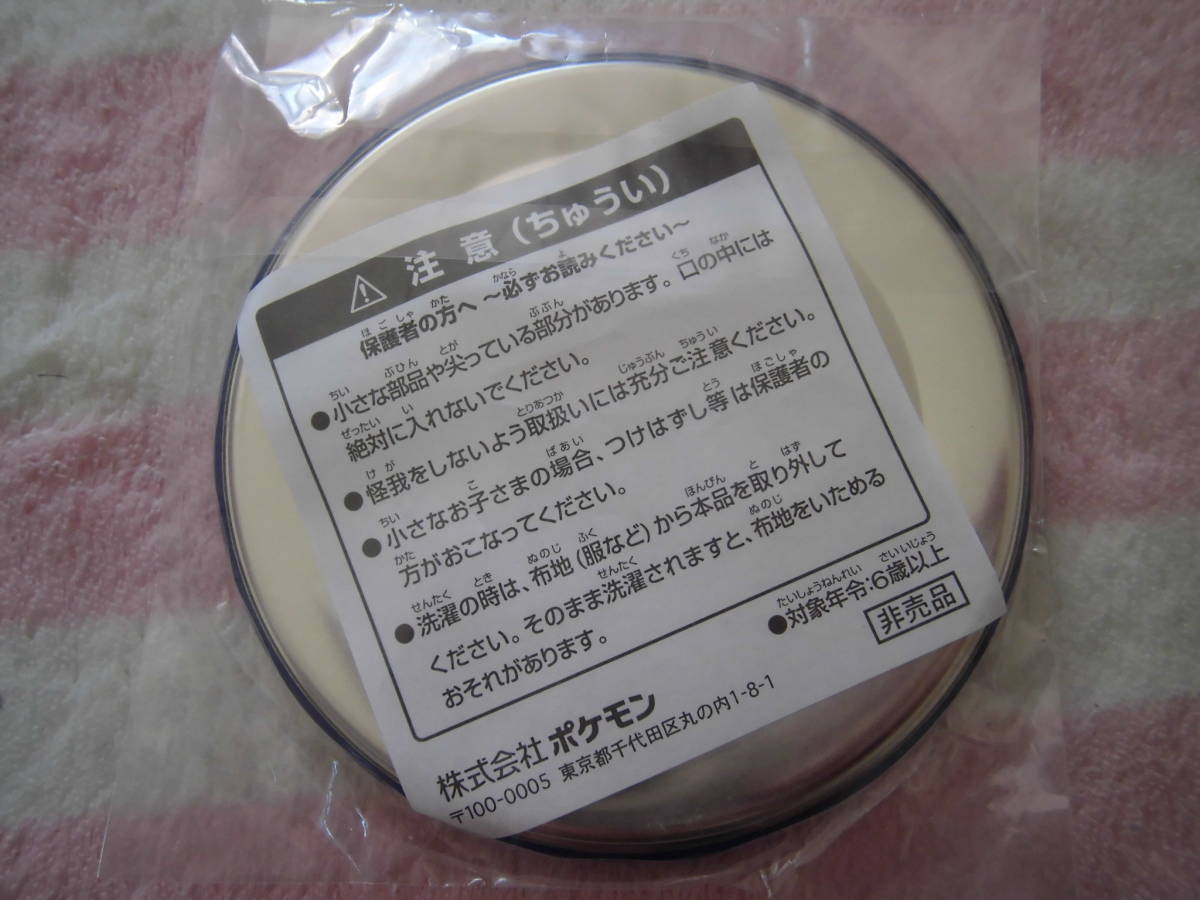 注意(ちゅうい)
保護者の方へ ～必ずお読みください～
●小さな部品や尖っている部分があります。口の中には
絶対に入れないでください。
●怪我をしないよう取扱いには充分ご注意ください。
●小さなお子さまの場合、つけはずし等は保護者の
方がおこなってください。
●洗濯の時は、布地(服など)から本品を取り外して
ください。そのまま洗濯されますと、布地をいためる
おそれがあります。
●対象年令:6歳以上
非売品
株式会社 ポケモン
〒100-0005 東京都千代田区丸の内1-8-1